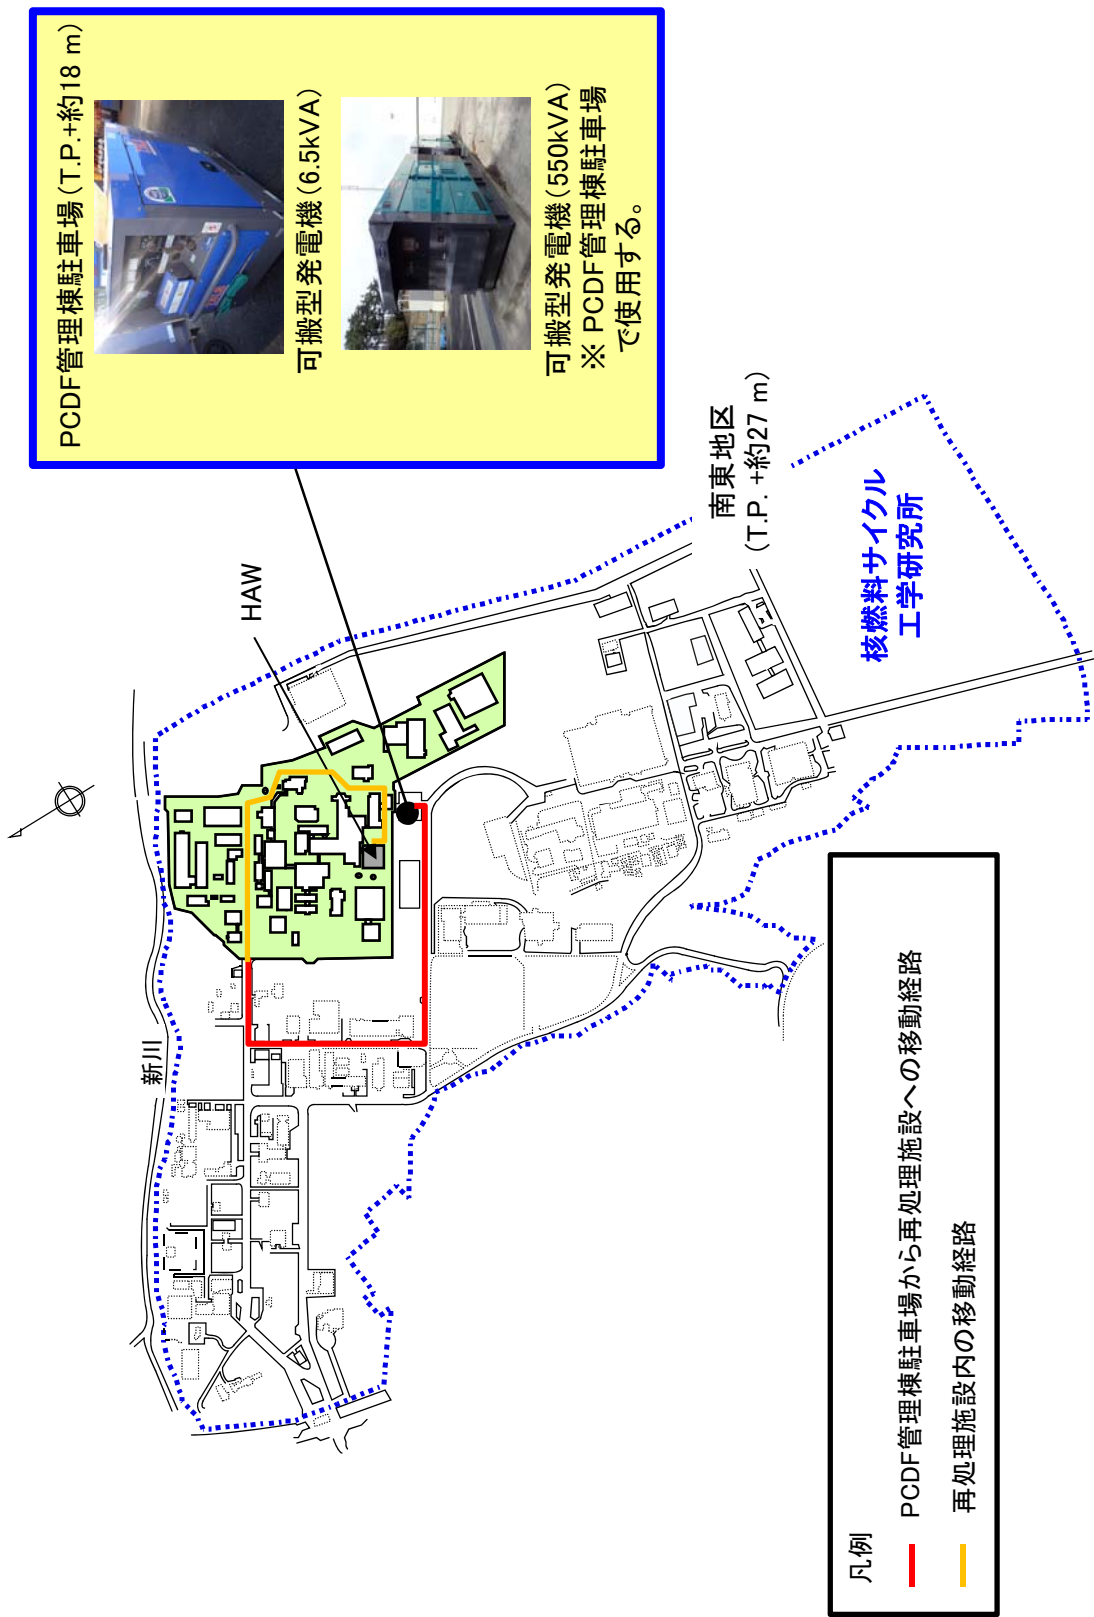 PCDF管理棟駐車場（T.P.+約18 m）
可搬型発電機（6.5kVA）
可搬型発電機（550kVA）
※ PCDF管理棟駐車場
で使用する。
HAW
新川
南東地区
（T.P. +約27 m）
核燃料サイクル
工学研究所
凡例
PCDF管理棟駐車場から再処理施設への移動経路
再処理施設内の移動経路